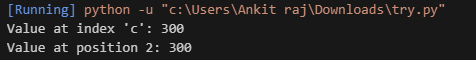 [Running] python -u "c:\Users\Ankit raj\Downloads\try.py"
Value at index 'c': 300
Value at position 2: 300